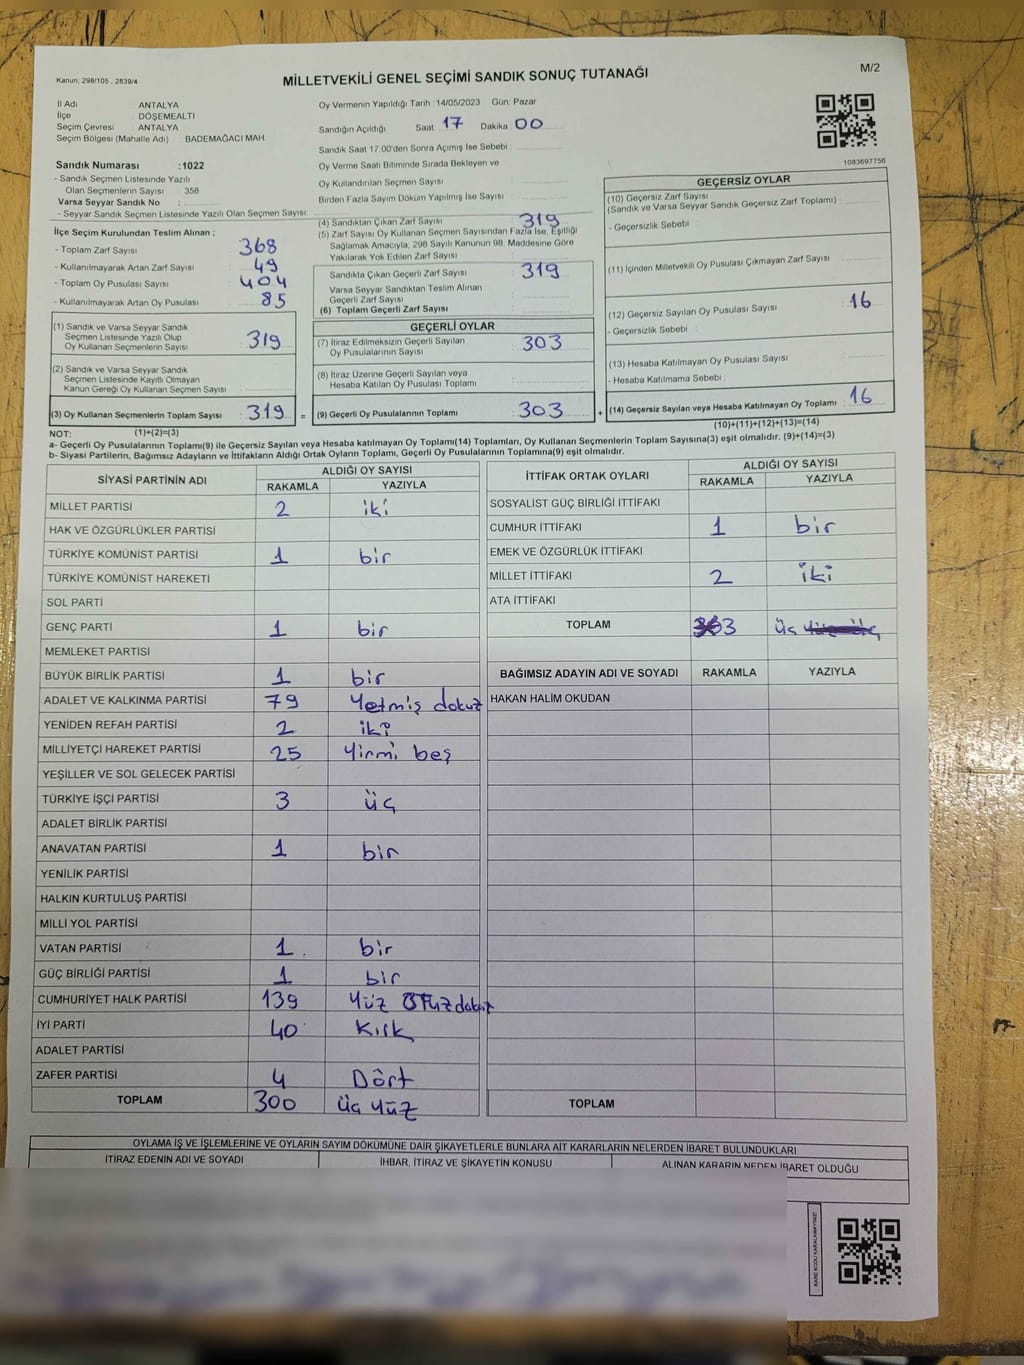 Kanun: 298/105 , 2839/4
MİLLETVEKİLİ GENEL SEÇİMİ SANDIK SONUÇ TUTANAĞI
M/2
İl Adı : ANTALYA
İlçe : DÖŞEMEALTI
Seçim Çevresi : ANTALYA
Seçim Bölgesi (Mahalle Adı) : BADEMAĞACI MAH.
Sandık Numarası :1022
- Sandık Seçmen Listesinde Yazılı
Olan Seçmenlerin Sayısı : 358
Varsa Seyyar Sandık No :
- Seyyar Sandık Seçmen Listesinde Yazılı Olan Seçmen Sayısı:
Oy Vermenin Yapıldığı Tarih : 14/05/2023 Gün: Pazar
Sandığın Açıldığı Saat 17 Dakika 00
Sandık Saat 17.00'den Sonra Açımış İse Sebebi :
Oy Verme Saati Bitiminde Sırada Bekleyen ve
Oy Kullandırılan Seçmen Sayısı
Birden Fazla Sayım Döküm Yapılmış İse Sayısı :
1083697756
İlçe Seçim Kurulundan Teslim Alınan ;
- Toplam Zarf Sayısı : 368
- Kullanılmayarak Artan Zarf Sayısı : 49
- Toplam Oy Pusulası Sayısı : 404
- Kullanılmayarak Artan Oy Pusulası : 85
(1) Sandık ve Varsa Seyyar Sandık
Seçmen Listesinde Yazılı Olup
Oy Kullanan Seçmenlerin Sayısı : 319
(2) Sandık ve Varsa Seyyar Sandık
Seçmen Listesinde Kayıtlı Olmayan
Kanun Gereği Oy Kullanan Seçmen Sayısı :
(3) Oy Kullanan Seçmenlerin Toplam Sayısı : 319 =
(4) Sandıktan Çıkan Zarf Sayısı : 319
(5) Zarf Sayısı Oy Kullanan Seçmen Sayısından Fazla İse, Eşitliği
Sağlamak Amacıyla; 298 Sayılı Kanunun 98. Maddesine Göre
Yakılarak Yok Edilen Zarf Sayısı :
Sandıkta Çıkan Geçerli Zarf Sayısı : 319
Varsa Seyyar Sandıktan Teslim Alınan
Geçerli Zarf Sayısı :
(6) Toplam Geçerli Zarf Sayısı :
GEÇERLİ OYLAR
(7) İtiraz Edilmeksizin Geçerli Sayılan
Oy Pusulalarının Sayısı : 303
(8) İtiraz Üzerine Geçerli Sayılan veya
Hesaba Katılan Oy Pusulası Toplamı :
(9) Geçerli Oy Pusulalarının Toplamı : 303 +
GEÇERSİZ OYLAR
(10) Geçersiz Zarf Sayısı
(Sandık ve Varsa Seyyar Sandık Geçersiz Zarf Toplamı) :
- Geçersizlik Sebebi :
(11) İçinden Milletvekili Oy Pusulası Çıkmayan Zarf Sayısı :
(12) Geçersiz Sayılan Oy Pusulası Sayısı : 16
- Geçersizlik Sebebi :
(13) Hesaba Katılmayan Oy Pusulası Sayısı :
- Hesaba Katılmama Sebebi :
(14) Geçersiz Sayılan veya Hesaba Katılmayan Oy Toplamı : 16
(10)+(11)+(12)+(13)=(14)
NOT: (1)+(2)=(3)
a- Geçerli Oy Pusulalarının Toplamı(9) ile Geçersiz Sayılan veya Hesaba katılmayan Oy Toplamı(14) Toplamları, Oy Kullanan Seçmenlerin Toplam Sayısına(3) eşit olmalıdır. (9)+(14)=(3)
b- Siyasi Partilerin, Bağımsız Adayların ve İttifakların Aldığı Ortak Oyların Toplamı, Geçerli Oy Pusulalarının Toplamına(9) eşit olmalıdır.
SİYASİ PARTİNİN ADI ALDIĞI OY SAYISI
RAKAMLA YAZIYLA
MİLLET PARTİSİ 2 iki
HAK VE ÖZGÜRLÜKLER PARTİSİ
TÜRKİYE KOMÜNİST PARTİSİ 1 bir
TÜRKİYE KOMÜNİST HAREKETİ
SOL PARTİ
GENÇ PARTİ 1 bir
MEMLEKET PARTİSİ
BÜYÜK BİRLİK PARTİSİ 1 bir
ADALET VE KALKINMA PARTİSİ 79 Yetmiş dokuz
YENİDEN REFAH PARTİSİ 2 iki
MİLLİYETÇİ HAREKET PARTİSİ 25 Yirmi beş
YEŞİLLER VE SOL GELECEK PARTİSİ
TÜRKİYE İŞÇİ PARTİSİ 3 üç
ADALET BİRLİK PARTİSİ
ANAVATAN PARTİSİ 1 bir
YENİLİK PARTİSİ
HALKIN KURTULUŞ PARTİSİ
MİLLİ YOL PARTİSİ
VATAN PARTİSİ 1 bir
GÜÇ BİRLİĞİ PARTİSİ 1 bir
CUMHURİYET HALK PARTİSİ 139 Yüz OTuz dokuz
İYİ PARTİ 40 Kırk
ADALET PARTİSİ
ZAFER PARTİSİ 4 Dört
TOPLAM 300 üç Yüz
İTTİFAK ORTAK OYLARI ALDIĞI OY SAYISI
RAKAMLA YAZIYLA
SOSYALİST GÜÇ BİRLİĞİ İTTİFAKI
CUMHUR İTTİFAKI 1 bir
EMEK VE ÖZGÜRLÜK İTTİFAKI
MİLLET İTTİFAKI 2 iki
ATA İTTİFAKI
TOPLAM 3 üç
BAĞIMSIZ ADAYIN ADI VE SOYADI RAKAMLA YAZIYLA
HAKAN HALİM OKUDAN
TOPLAM
OYLAMA İŞ VE İŞLEMLERİNE VE OYLARIN SAYIM DÖKÜMÜNE DAİR ŞİKAYETLERLE BUNLARA AİT KARARLARIN NELERDEN İBARET BULUNDUKLARI
İTİRAZ EDENİN ADI VE SOYADI İHBAR, İTİRAZ VE ŞİKAYETİN KONUSU ALINAN KARARIN NEDEN İBARET OLDUĞU
KARE KODU KARALAMAYINIZ!